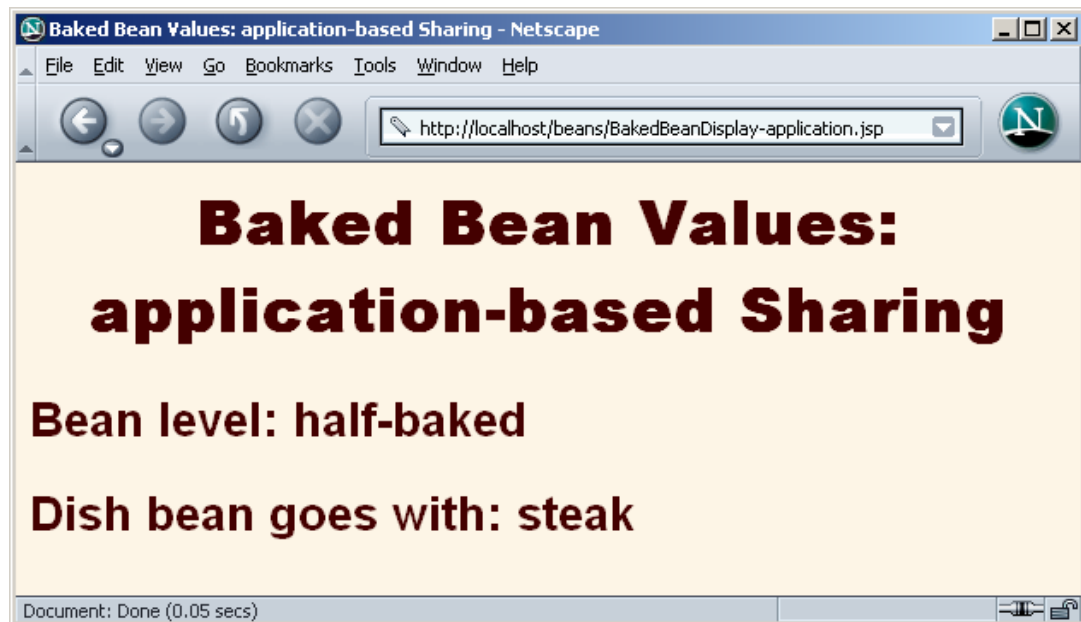 Baked Bean Values: application-based Sharing - Netscape
File Edit View Go Bookmarks Tools Window Help
http://localhost/beans/BakedBeanDisplay-application.jsp
N
Baked Bean Values:
application-based Sharing
Bean level: half-baked
Dish bean goes with: steak
Document: Done (0.05 secs)